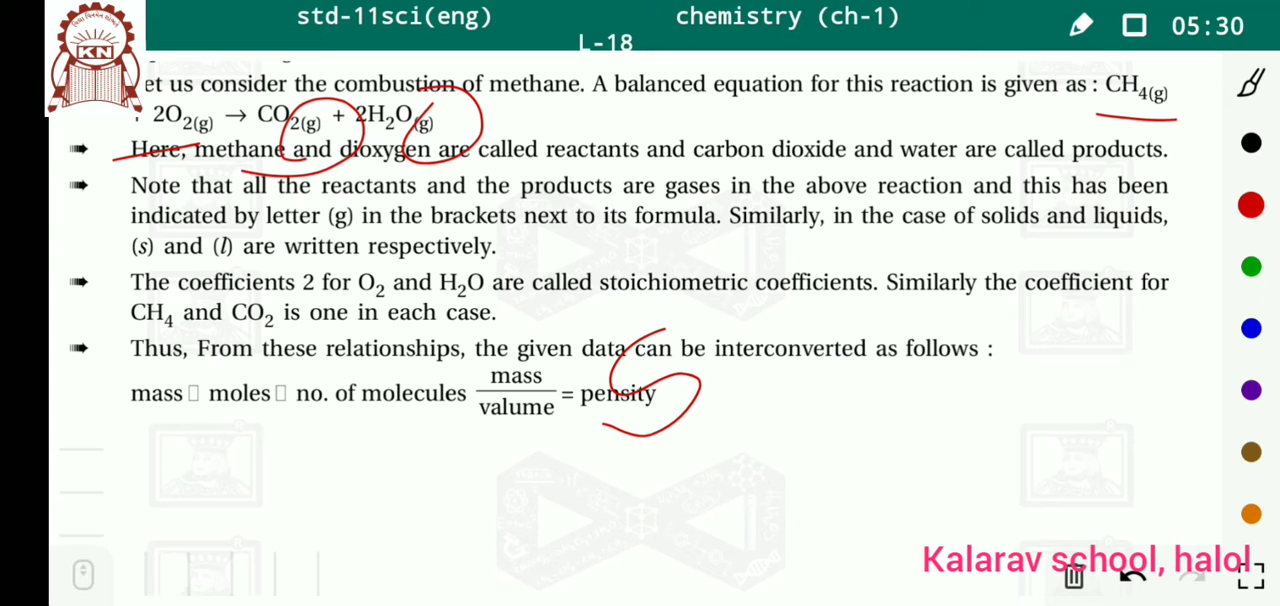 std-11sci(eng) chemistry (ch-1) 05:30
L-18
KN
et us consider the combustion of methane. A balanced equation for this reaction is given as : CH₄(g)
2O₂(g) → CO₂(g) + 2H₂O(g)
Here, methane and dioxygen are called reactants and carbon dioxide and water are called products.
Note that all the reactants and the products are gases in the above reaction and this has been
indicated by letter (g) in the brackets next to its formula. Similarly, in the case of solids and liquids,
(s) and (l) are written respectively.
The coefficients 2 for O₂ and H₂O are called stoichiometric coefficients. Similarly the coefficient for
CH₄ and CO₂ is one in each case.
Thus, From these relationships, the given data can be interconverted as follows :
mass □ moles □ no. of molecules mass/valume = pensity
S
Kalarav school, halol